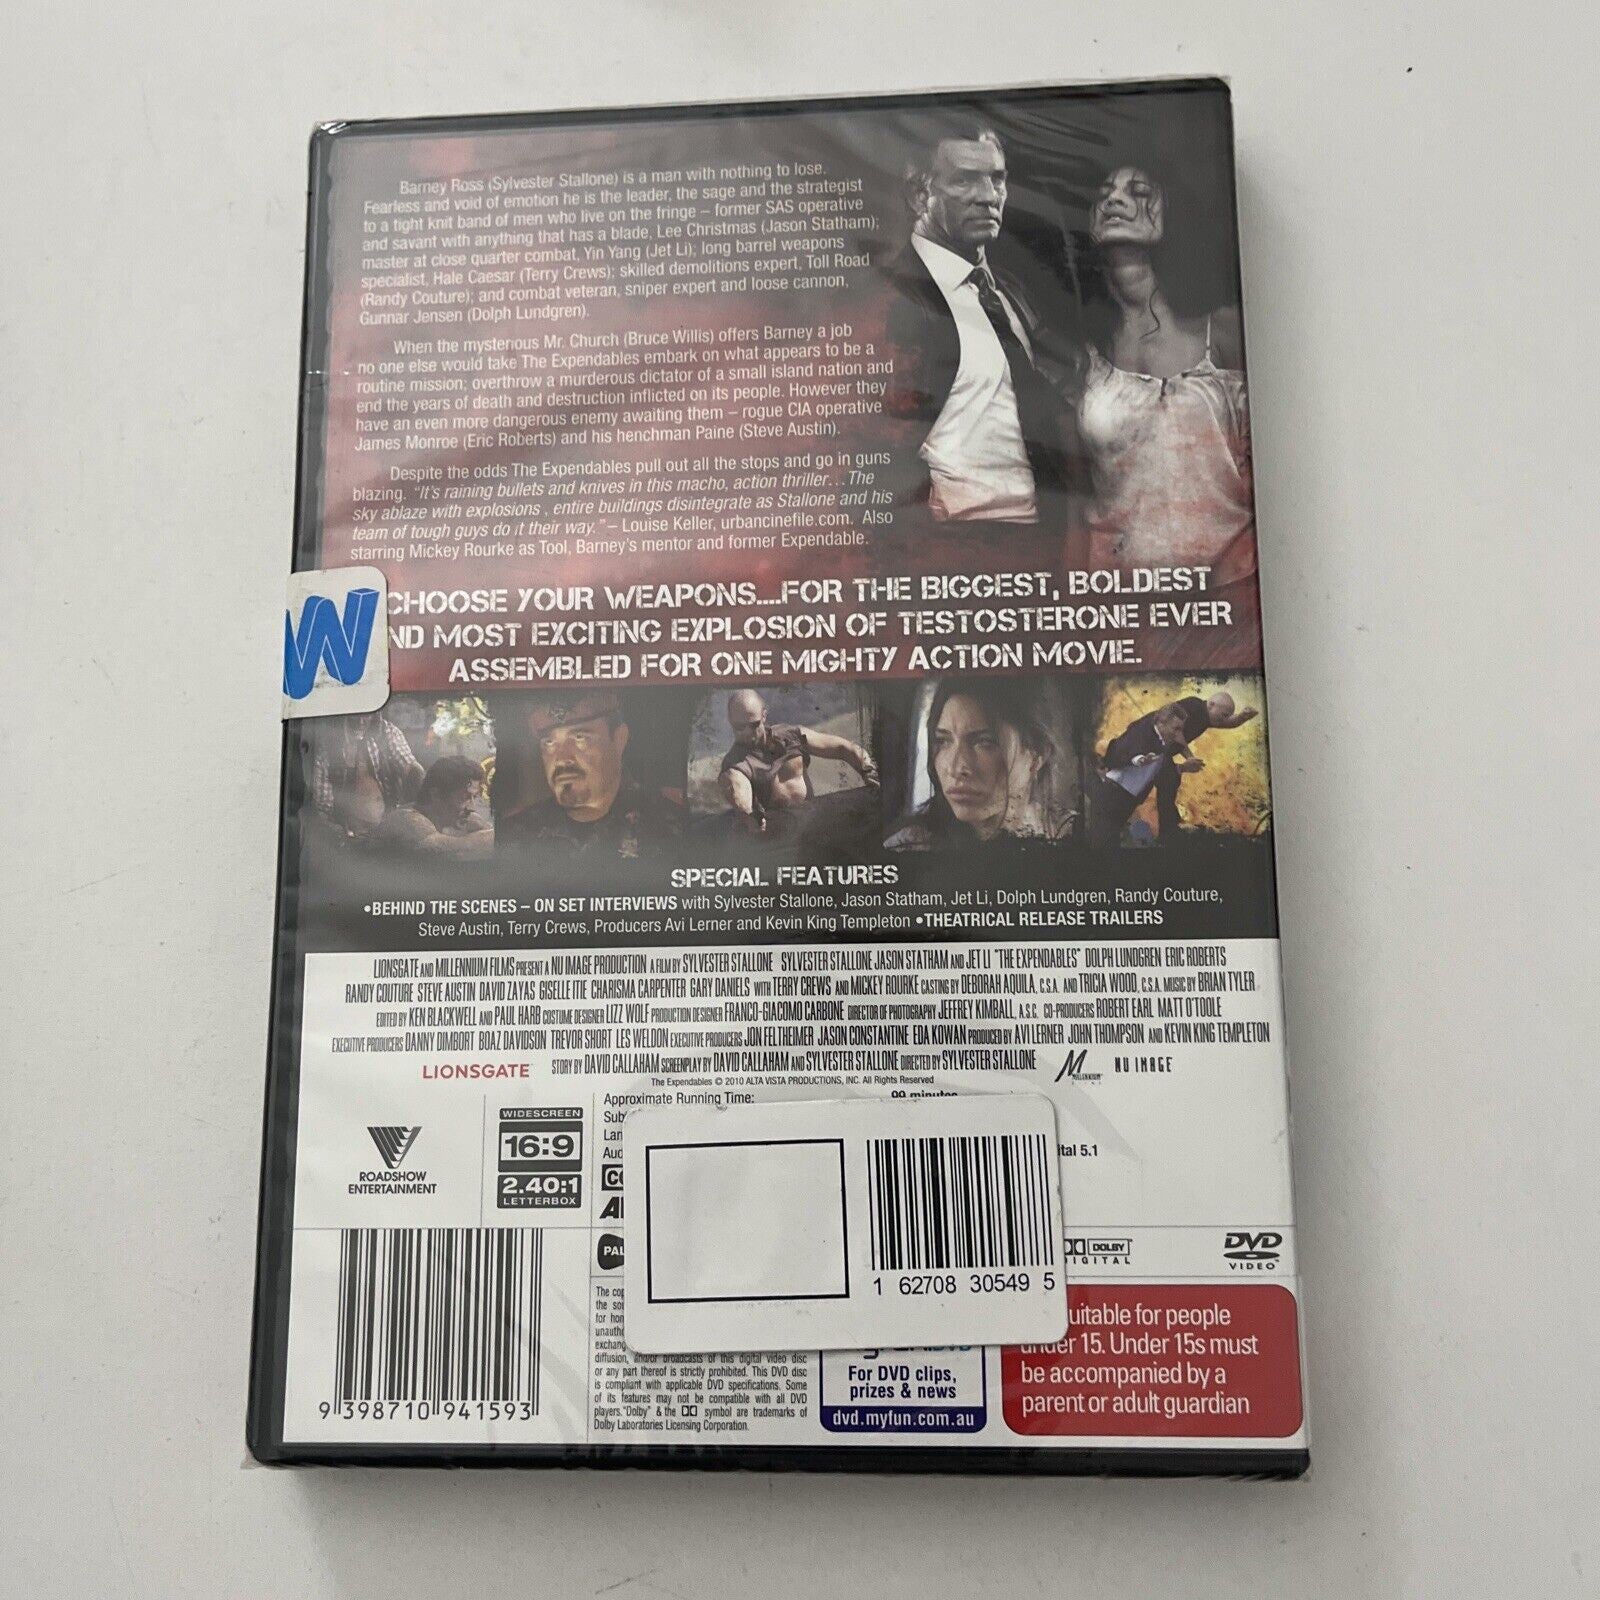 Barney Ross (Sylvester Stallone) is a man with nothing to lose.
Fearless and void of emotion he is the leader, the sage and the strategist
to a tight knit band of men who live on the fringe – former SAS operative
and savant with anything that has a blade, Lee Christmas (Jason Statham);
master at close quarter combat, Yin Yang (Jet Li); long barrel weapons
specialist, Hale Caesar (Terry Crews); skilled demolitions expert, Toll Road
(Randy Couture); and combat veteran, sniper expert and loose cannon,
Gunnar Jensen (Dolph Lundgren).
When the mysterious Mr. Church (Bruce Willis) offers Barney a job
no one else would take The Expendables embark on what appears to be a
routine mission; overthrow a murderous dictator of a small island nation and
end the years of death and destruction inflicted on its people. However they
have an even more dangerous enemy awaiting them – rogue CIA operative
James Monroe (Eric Roberts) and his henchman Paine (Steve Austin).
Despite the odds The Expendables pull out all the stops and go in guns
blazing. "It's raining bullets and knives in this macho, action thriller...The
sky ablaze with explosions , entire buildings disintegrate as Stallone and his
team of tough guys do it their way." – Louise Keller, urbancinefile.com. Also
starring Mickey Rourke as Tool, Barney's mentor and former Expendable.
W
CHOOSE YOUR WEAPONS....FOR THE BIGGEST, BOLDEST
ND MOST EXCITING EXPLOSION OF TESTOSTERONE EVER
ASSEMBLED FOR ONE MIGHTY ACTION MOVIE.
SPECIAL FEATURES
•BEHIND THE SCENES – ON SET INTERVIEWS with Sylvester Stallone, Jason Statham, Jet Li, Dolph Lundgren, Randy Couture,
Steve Austin, Terry Crews, Producers Avi Lerner and Kevin King Templeton •THEATRICAL RELEASE TRAILERS
LIONSGATE AND MILLENNIUM FILMS PRESENT A NU IMAGE PRODUCTION A FILM BY SYLVESTER STALLONE SYLVESTER STALLONE JASON STATHAM AND JET LI "THE EXPENDABLES" DOLPH LUNDGREN ERIC ROBERTS
RANDY COUTURE STEVE AUSTIN DAVID ZAYAS GISELLE ITIE CHARISMA CARPENTER GARY DANIELS WITH TERRY CREWS AND MICKEY ROURKE CASTING BY DEBORAH AQUILA, C.S.A. AND TRICIA WOOD, C.S.A. MUSIC BY BRIAN TYLER
EDITED BY KEN BLACKWELL AND PAUL HARB COSTUME DESIGNER LIZZ WOLF PRODUCTION DESIGNER FRANCO-GIACOMO CARBONE DIRECTOR OF PHOTOGRAPHY JEFFREY KIMBALL, A.S.C. CO-PRODUCERS ROBERT EARL MATT O'TOOLE
EXECUTIVE PRODUCERS DANNY DIMBORT BOAZ DAVIDSON TREVOR SHORT LES WELDON EXECUTIVE PRODUCERS JON FELTHEIMER JASON CONSTANTINE EDA KOWAN PRODUCED BY AVI LERNER JOHN THOMPSON AND KEVIN KING TEMPLETON
LIONSGATE STORY BY DAVID CALLAHAM SCREENPLAY BY DAVID CALLAHAM AND SYLVESTER STALLONE DIRECTED BY SYLVESTER STALLONE MILLENNIUM NU IMAGE
The Expendables © 2010 ALTA VISTA PRODUCTIONS, INC. All Rights Reserved
Approximate Running Time: 99 minutes
Sub
Lan
Aud ital 5.1
ROADSHOW
ENTERTAINMENT
WIDESCREEN
16:9
2.40:1
LETTERBOX
PAL
1 62708 30549 5
DOLBY
DIGITAL
DVD
VIDEO
9 398710 941593
The cop
the sou
for hom
unautho
exchang
diffusion, and/or broadcasts of this digital video disc
or any part thereof is strictly prohibited. This DVD disc
is compliant with applicable DVD specifications. Some
of its features may not be compatible with all DVD
players."Dolby" & the symbol are trademarks of
Dolby Laboratories Licensing Corporation.
For DVD clips,
prizes & news
dvd.myfun.com.au
uitable for people
under 15. Under 15s must
be accompanied by a
parent or adult guardian